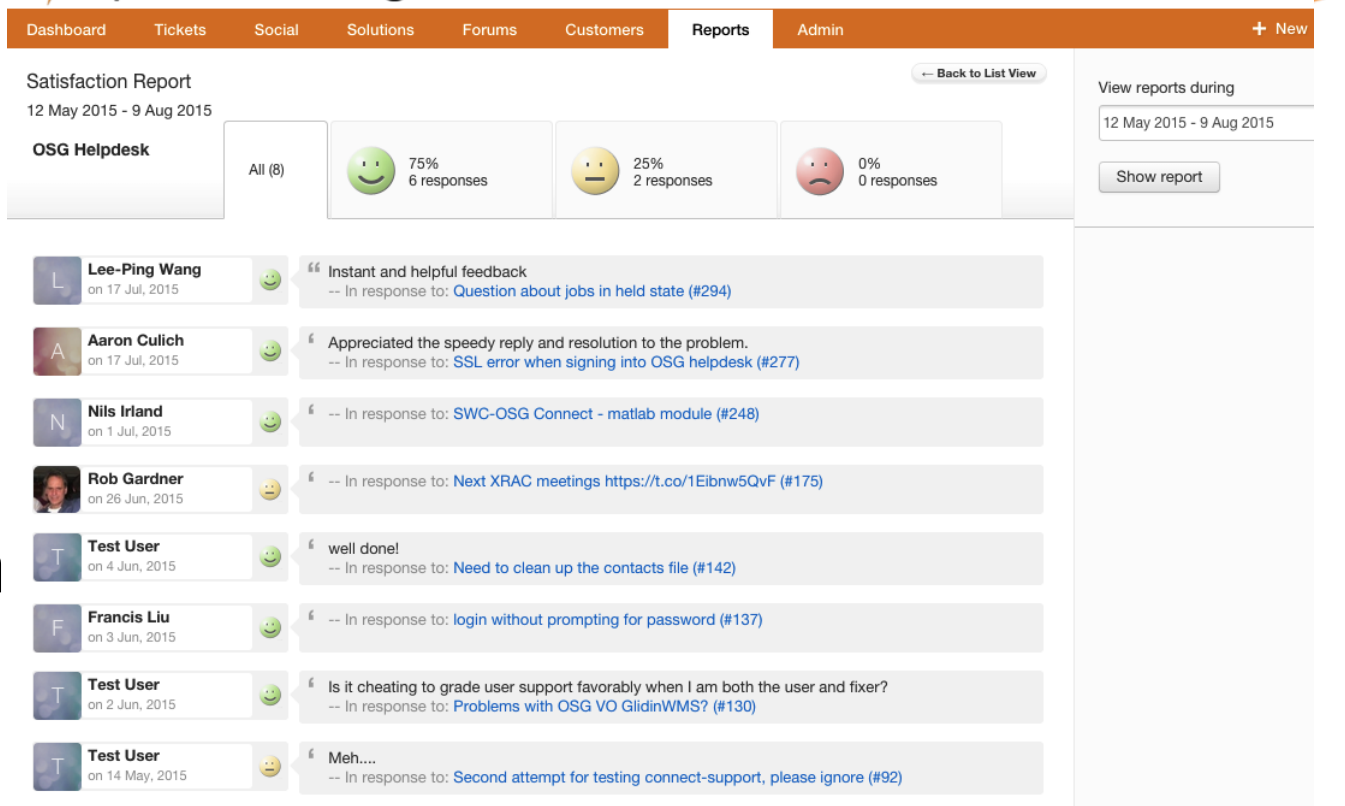 Dashboard Tickets Social Solutions Forums Customers Reports Admin + New
Satisfaction Report
← Back to List View
12 May 2015 - 9 Aug 2015
View reports during
12 May 2015 - 9 Aug 2015
Show report
OSG Helpdesk
All (8)
75%
6 responses
25%
2 responses
0%
0 responses
L
Lee-Ping Wang
on 17 Jul, 2015
“ Instant and helpful feedback
-- In response to: Question about jobs in held state (#294)
A
Aaron Culich
on 17 Jul, 2015
‘ Appreciated the speedy reply and resolution to the problem.
-- In response to: SSL error when signing into OSG helpdesk (#277)
N
Nils Irland
on 1 Jul, 2015
‘ -- In response to: SWC-OSG Connect - matlab module (#248)
Rob Gardner
on 26 Jun, 2015
‘ -- In response to: Next XRAC meetings https://t.co/1Eibnw5QvF (#175)
T
Test User
on 4 Jun, 2015
‘ well done!
-- In response to: Need to clean up the contacts file (#142)
F
Francis Liu
on 3 Jun, 2015
‘ -- In response to: login without prompting for password (#137)
T
Test User
on 2 Jun, 2015
‘ Is it cheating to grade user support favorably when I am both the user and fixer?
-- In response to: Problems with OSG VO GlidinWMS? (#130)
T
Test User
on 14 May, 2015
‘ Meh....
-- In response to: Second attempt for testing connect-support, please ignore (#92)